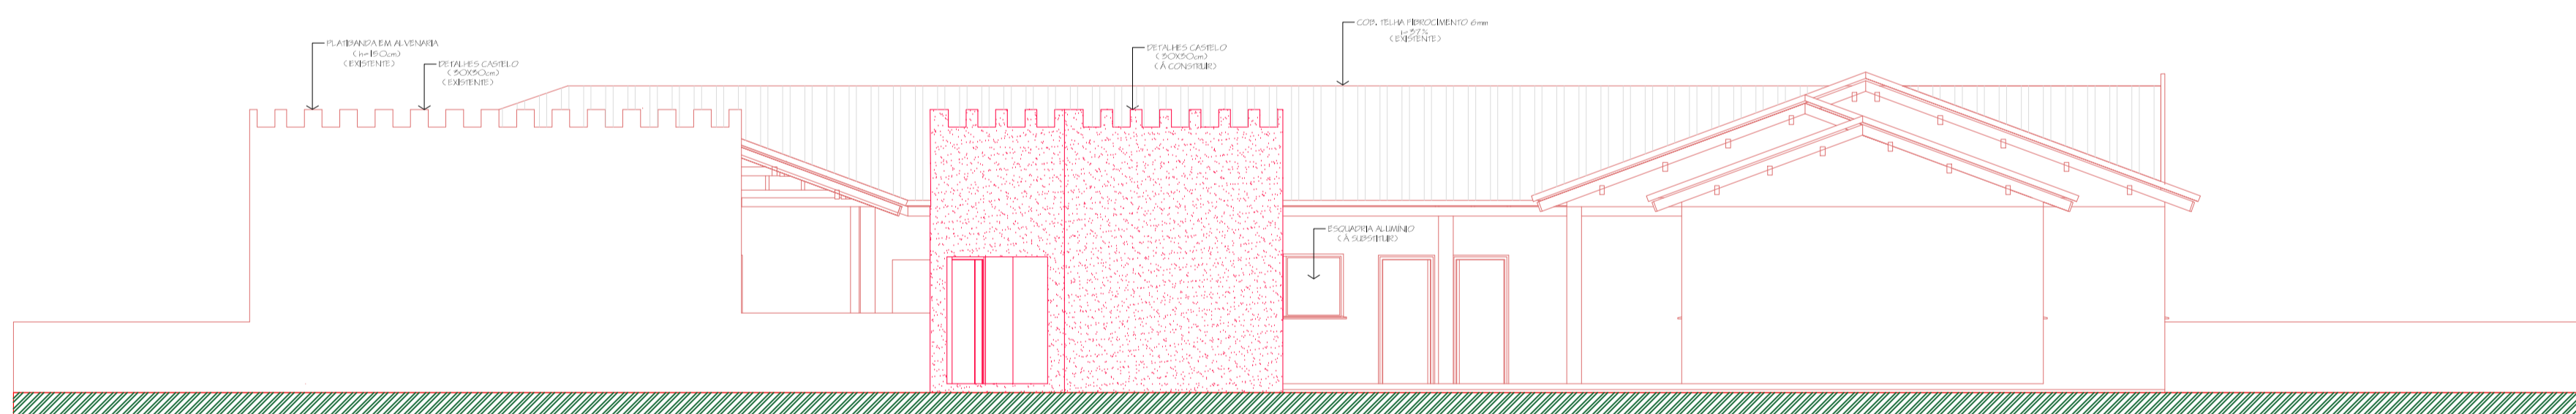 PLATIBANDA EM ALVENARIA
(h=150cm)
(EXISTENTE)
DETALHES CASTELO
(30X30cm)
(EXISTENTE)
DETALHES CASTELO
(30X30cm)
(À CONSTRUIR)
COB. TELHA FIBROCIMENTO 6mm
i=37%
(EXISTENTE)
ESQUADRIA ALUMÍNIO
(À SUBSTITUIR)